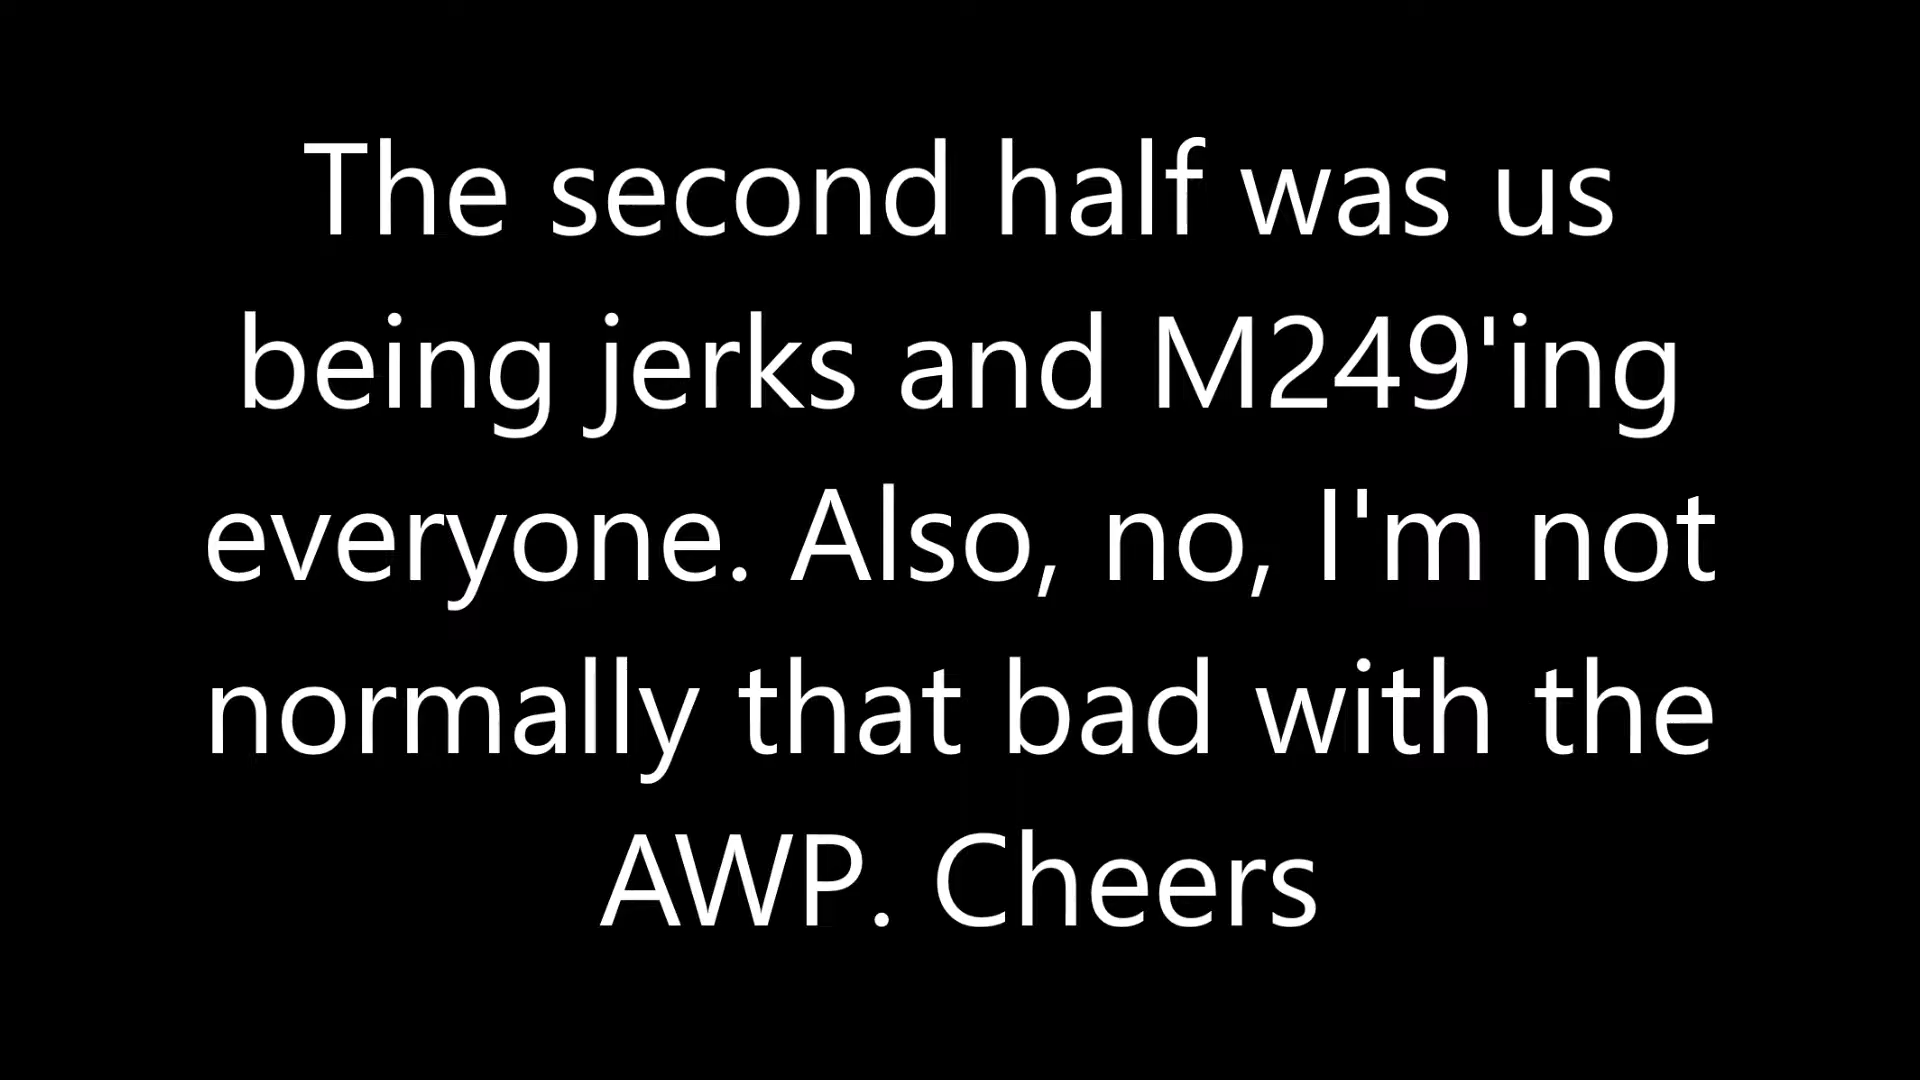 The second half was us
being jerks and M249'ing
everyone. Also, no, I'm not
normally that bad with the
AWP. Cheers